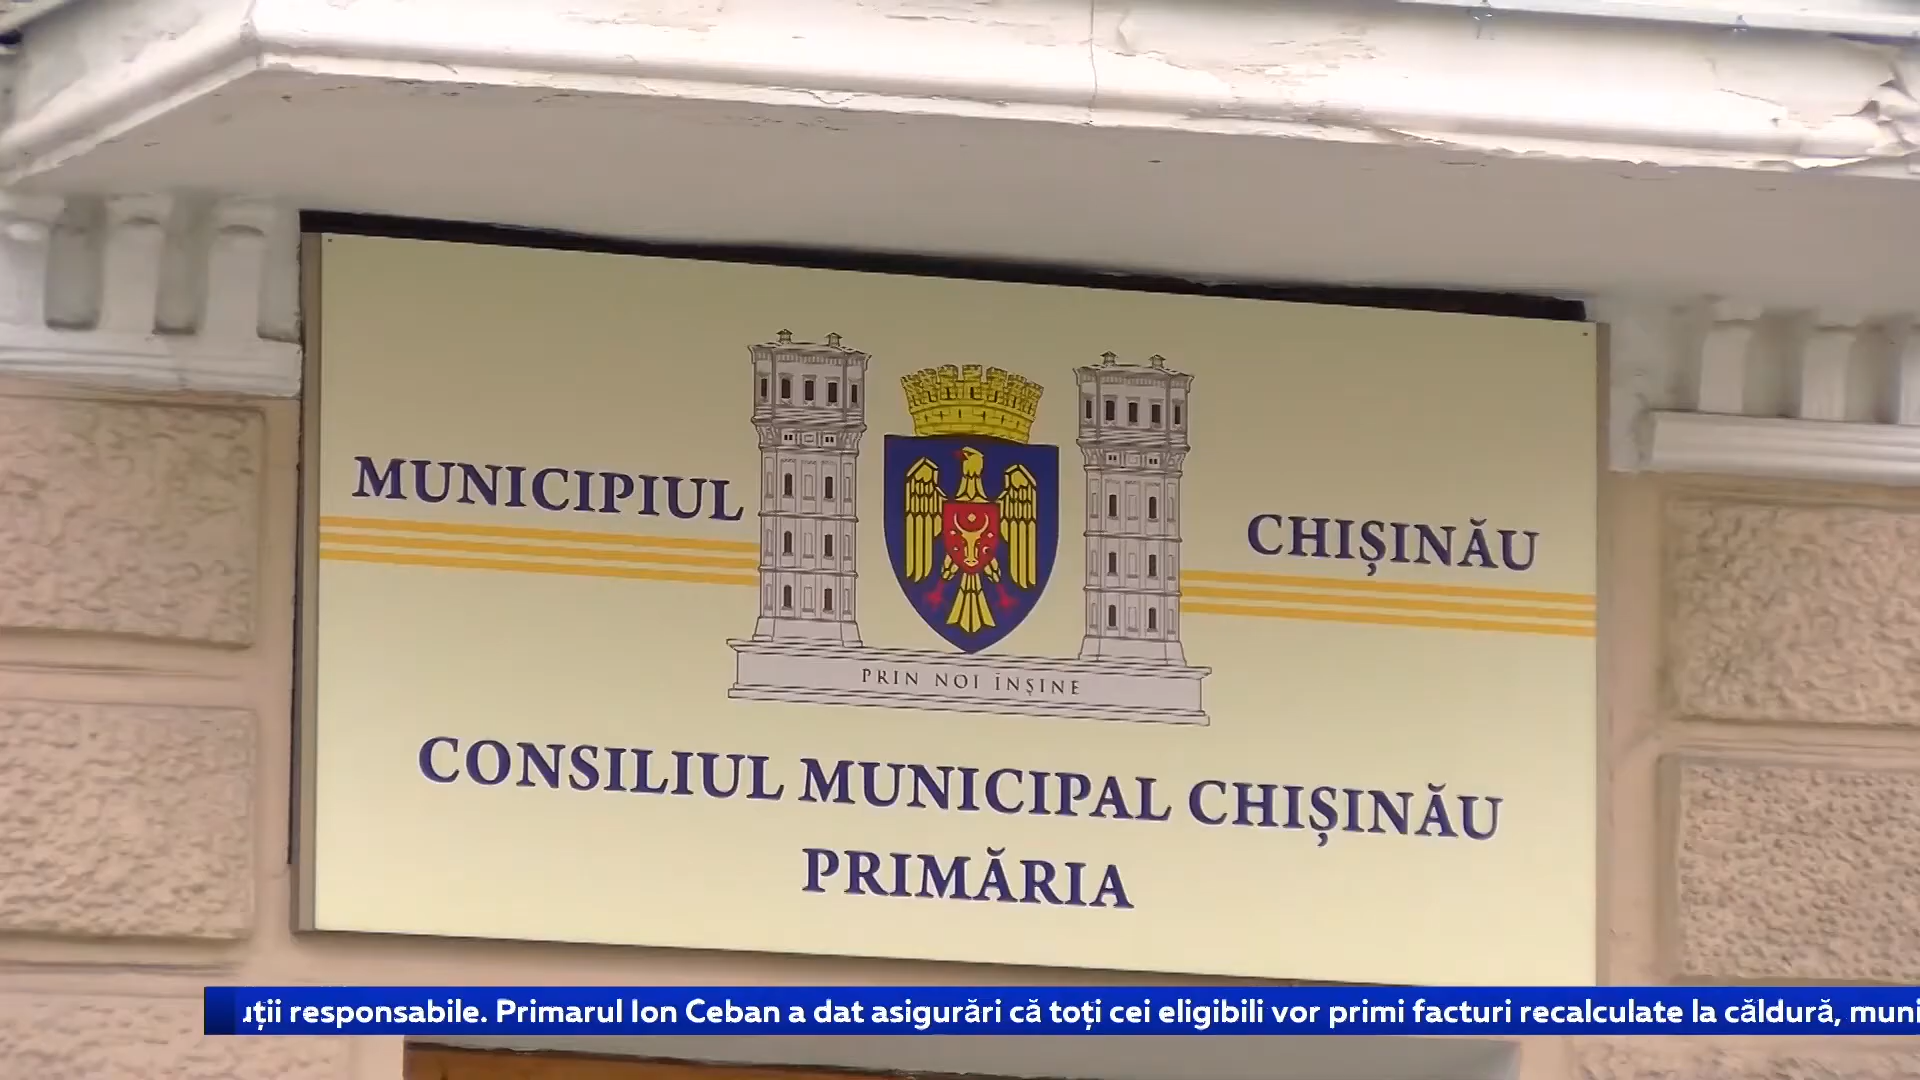 MUNICIPIUL
CHIȘINĂU
PRIN NOI ÎNȘINE
CONSILIUL MUNICIPAL CHIȘINĂU
PRIMĂRIA
responsabile. Primarul Ion Ceban a dat asigurări că toți cei eligibili vor primi facturi recalculate la căldură,